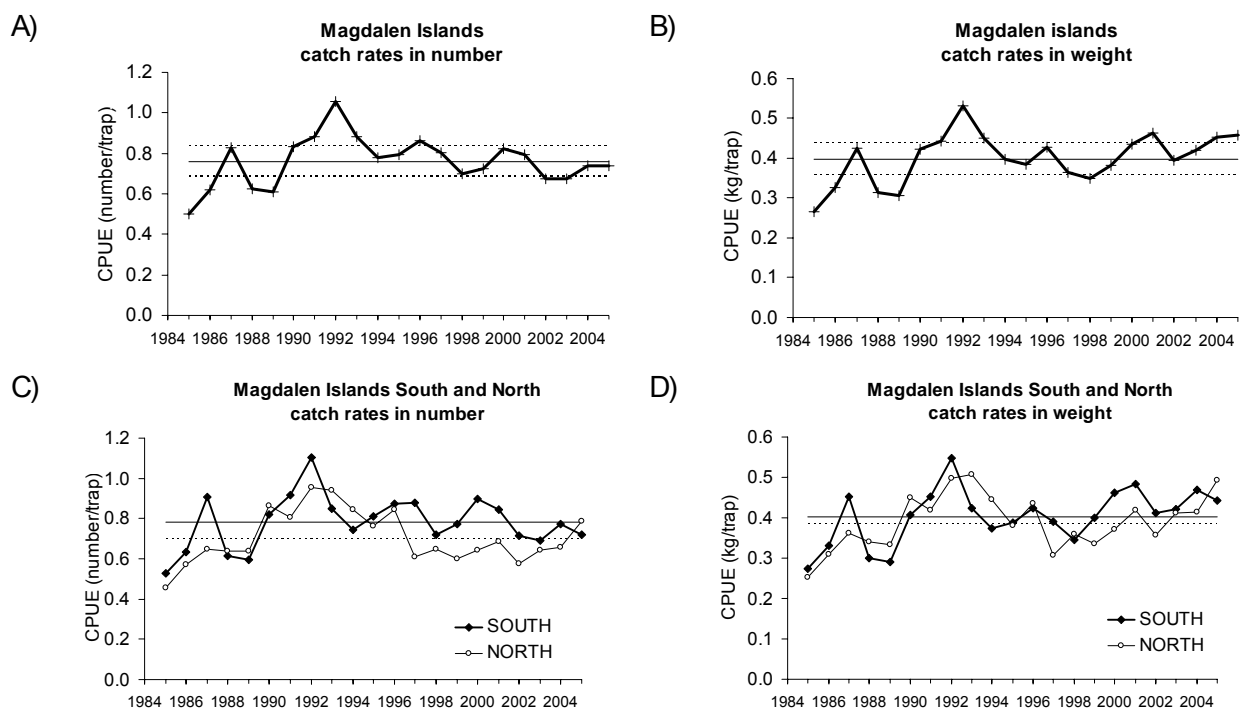 A)
Magdalen Islands
catch rates in number
CPUE (number/trap)
1.2
1.0
0.8
0.6
0.4
0.2
0.0
1984 1986 1988 1990 1992 1994 1996 1998 2000 2002 2004
B)
Magdalen islands
catch rates in weight
CPUE (kg/trap)
0.6
0.5
0.4
0.3
0.2
0.1
0.0
1984 1986 1988 1990 1992 1994 1996 1998 2000 2002 2004
C)
Magdalen Islands South and North
catch rates in number
CPUE (number/trap)
1.2
1.0
0.8
0.6
0.4
0.2
0.0
SOUTH
NORTH
1984 1986 1988 1990 1992 1994 1996 1998 2000 2002 2004
D)
Magdalen Islands South and North
catch rates in weight
CPUE (kg/trap)
0.6
0.5
0.4
0.3
0.2
0.1
0.0
SOUTH
NORTH
1984 1986 1988 1990 1992 1994 1996 1998 2000 2002 2004